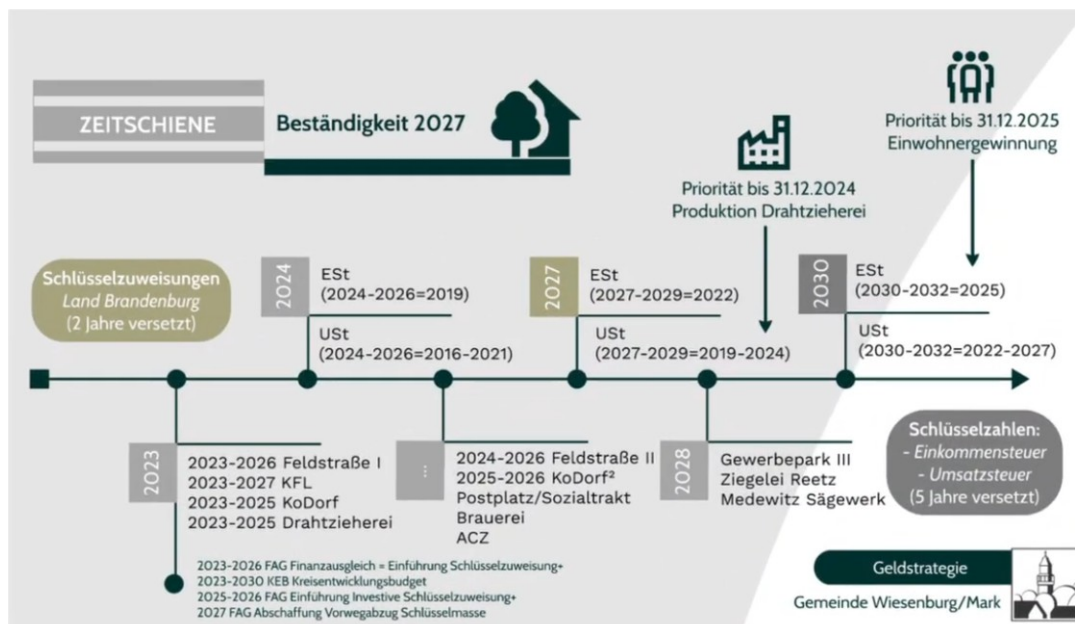 ZEITSCHIENE
Beständigkeit 2027
Priorität bis 31.12.2025
Einwohnergewinnung
Priorität bis 31.12.2024
Produktion Drahtzieherei
Schlüsselzuweisungen
Land Brandenburg
(2 Jahre versetzt)
2024
ESt
(2024-2026=2019)
USt
(2024-2026=2016-2021)
2027
ESt
(2027-2029=2022)
USt
(2027-2029=2019-2024)
2030
ESt
(2030-2032=2025)
USt
(2030-2032=2022-2027)
2023
2023-2026 Feldstraße I
2023-2027 KFL
2023-2025 KoDorf
2023-2025 Drahtzieherei
...
2024-2026 Feldstraße II
2025-2026 KoDorf²
Postplatz/Sozialtrakt
Brauerei
ACZ
2028
Gewerbepark III
Ziegelei Reetz
Medewitz Sägewerk
Schlüsselzahlen:
- Einkommensteuer
- Umsatzsteuer
(5 Jahre versetzt)
2023-2026 FAG Finanzausgleich = Einführung Schlüsselzuweisung+
2023-2030 KEB Kreisentwicklungsbudget
2025-2026 FAG Einführung Investive Schlüsselzuweisung+
2027 FAG Abschaffung Vorwegabzug Schlüsselmasse
Geldstrategie
Gemeinde Wiesenburg/Mark